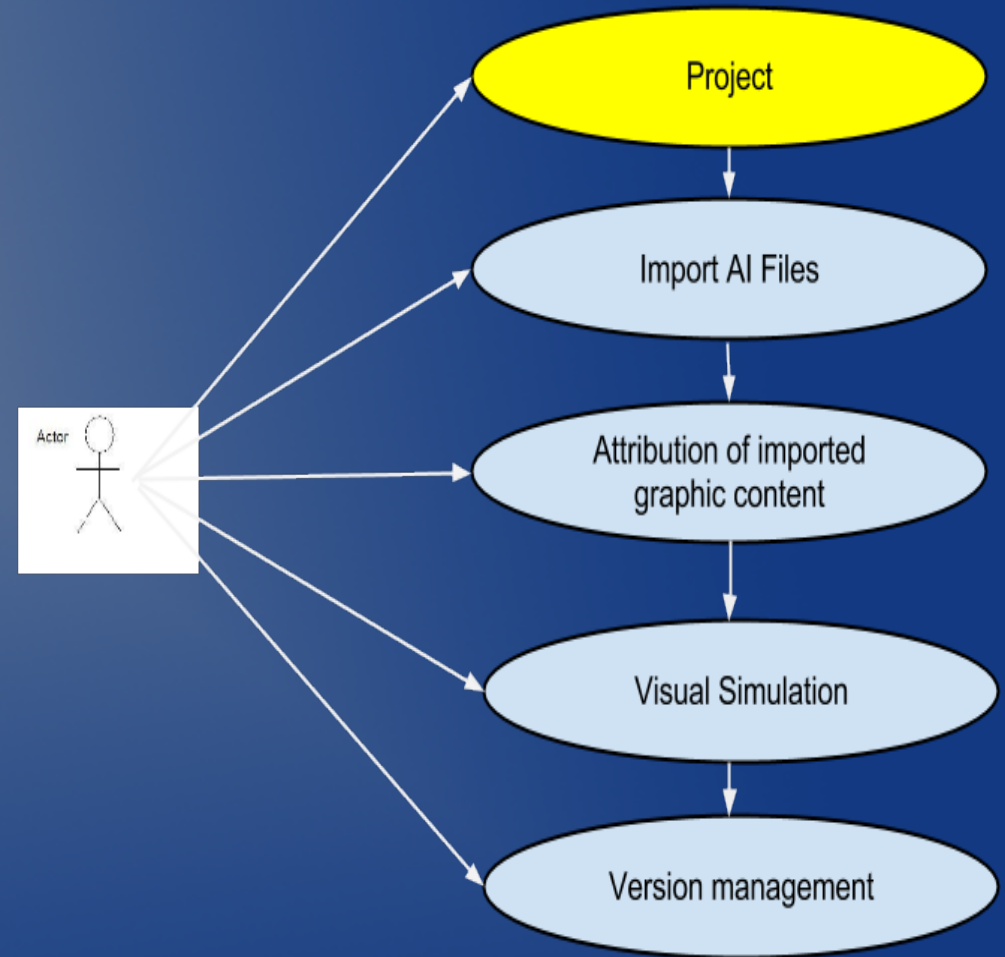 Project
Import AI Files
Actor
Attribution of imported
graphic content
Visual Simulation
Version management